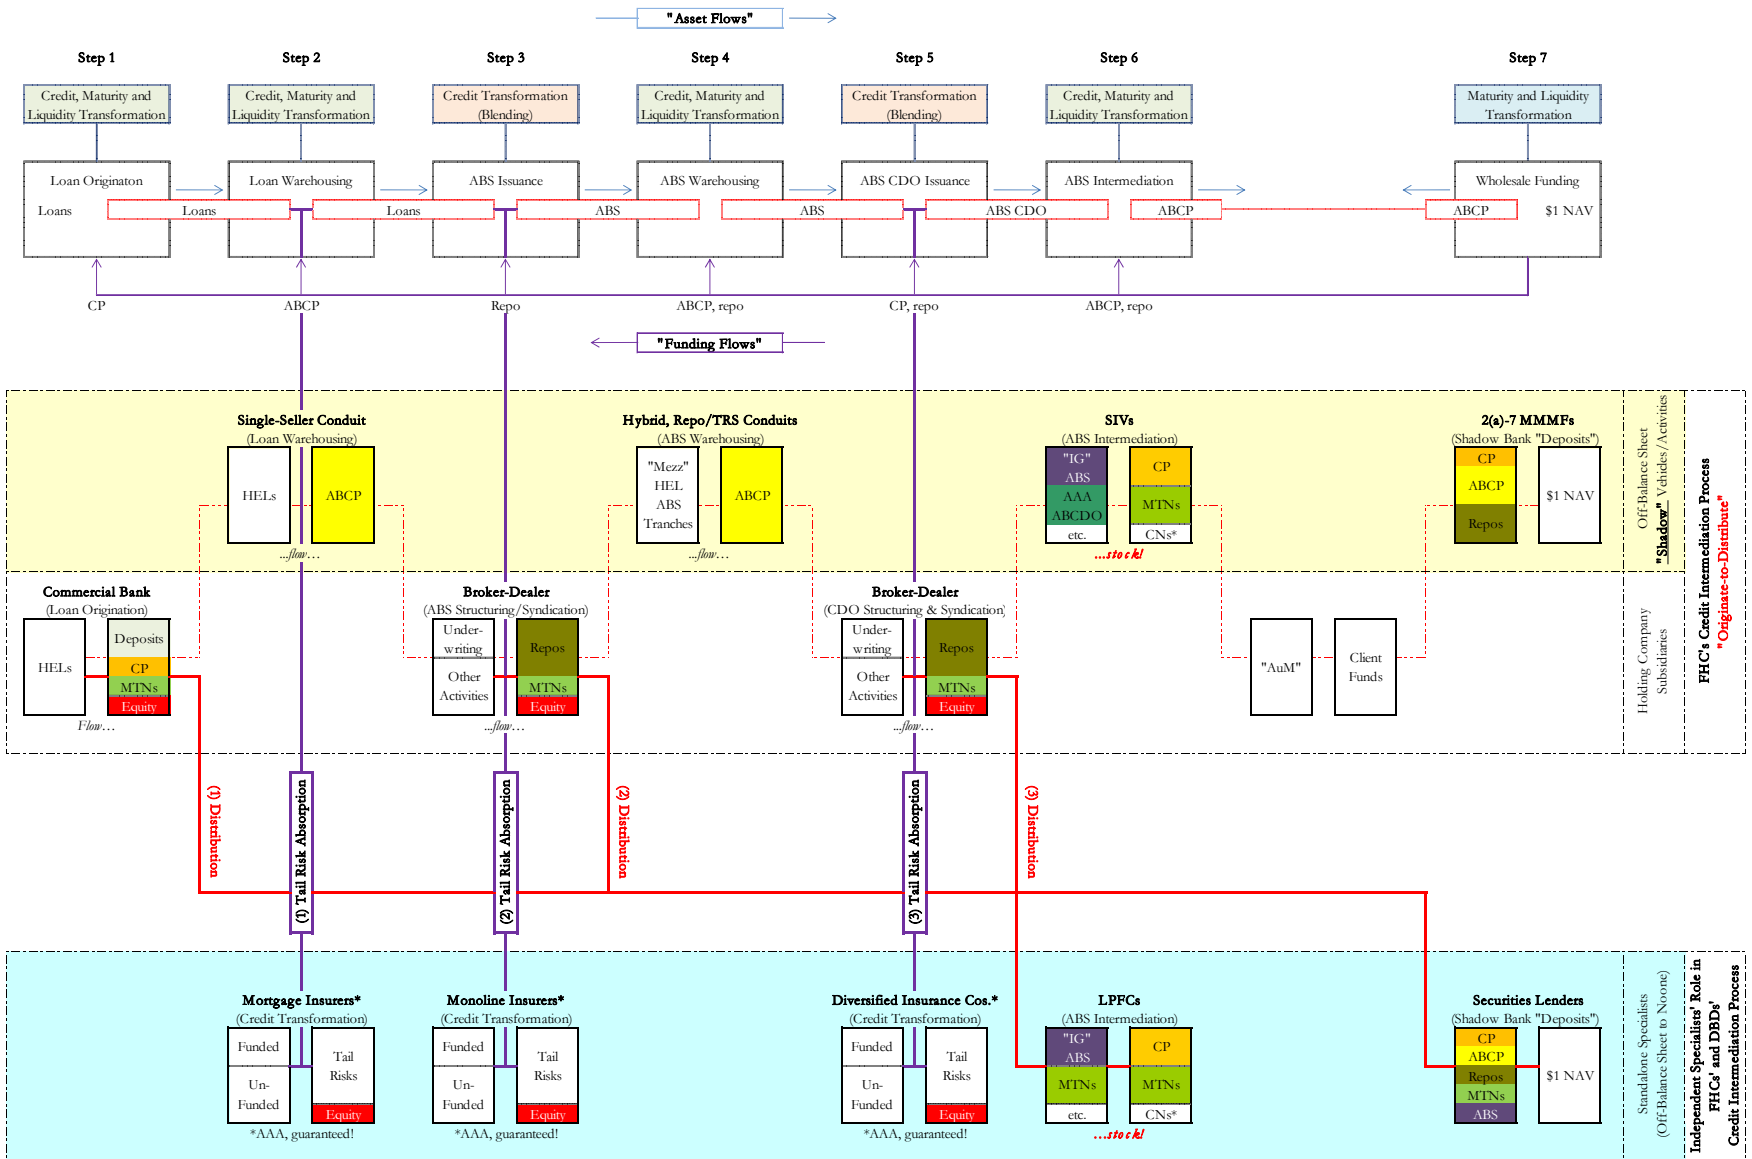 "Asset Flows"
Step 1
Step 2
Step 3
Step 4
Step 5
Step 6
Step 7
Credit, Maturity and
Liquidity Transformation
Credit, Maturity and
Liquidity Transformation
Credit Transformation
(Blending)
Credit, Maturity and
Liquidity Transformation
Credit Transformation
(Blending)
Credit, Maturity and
Liquidity Transformation
Maturity and Liquidity
Transformation
Loan Originaton
Loan Warehousing
ABS Issuance
ABS Warehousing
ABS CDO Issuance
ABS Intermediation
Wholesale Funding
Loans
Loans
Loans
ABS
ABS
ABS CDO
ABCP
ABCP
$1 NAV
CP
ABCP
Repo
ABCP, repo
CP, repo
ABCP, repo
"Funding Flows"
Single-Seller Conduit
(Loan Warehousing)
HELs
ABCP
...flow...
Hybrid, Repo/TRS Conduits
(ABS Warehousing)
"Mezz"
HEL
ABS
Tranches
ABCP
...flow...
SIVs
(ABS Intermediation)
"IG"
ABS
AAA
ABCDO
etc.
CP
MTNs
CNs*
...stock!
2(a)-7 MMMFs
(Shadow Bank "Deposits")
CP
ABCP
Repos
$1 NAV
Off-Balance Sheet
"Shadow" Vehicles/Activities
FHC's Credit Intermediation Process
"Originate-to-Distribute"
Commercial Bank
(Loan Origination)
HELs
Deposits
CP
MTNs
Equity
Flow...
Broker-Dealer
(ABS Structuring/Syndication)
Under-
writing
Other
Activities
Repos
MTNs
Equity
...flow...
Broker-Dealer
(CDO Structuring & Syndication)
Under-
writing
Other
Activities
Repos
MTNs
Equity
...flow...
"AuM"
Client
Funds
Holding Company
Subsidiaries
(1) Distribution
(1) Tail Risk Absorption
(2) Tail Risk Absorption
(2) Distribution
(3) Tail Risk Absorption
(3) Distribution
Mortgage Insurers*
(Credit Transformation)
Funded
Un-
Funded
Tail
Risks
Equity
*AAA, guaranteed!
Monoline Insurers*
(Credit Transformation)
Funded
Un-
Funded
Tail
Risks
Equity
*AAA, guaranteed!
Diversified Insurance Cos.*
(Credit Transformation)
Funded
Un-
Funded
Tail
Risks
Equity
*AAA, guaranteed!
LPFCs
(ABS Intermediation)
"IG"
ABS
MTNs
etc.
CP
MTNs
CNs*
...stock!
Securities Lenders
(Shadow Bank "Deposits")
CP
ABCP
Repos
MTNs
ABS
$1 NAV
Standalone Specialists
(Off-Balance Sheet to Noone)
Independent Specialists' Role in
FHCs' and DBDs'
Credit Intermediation Process